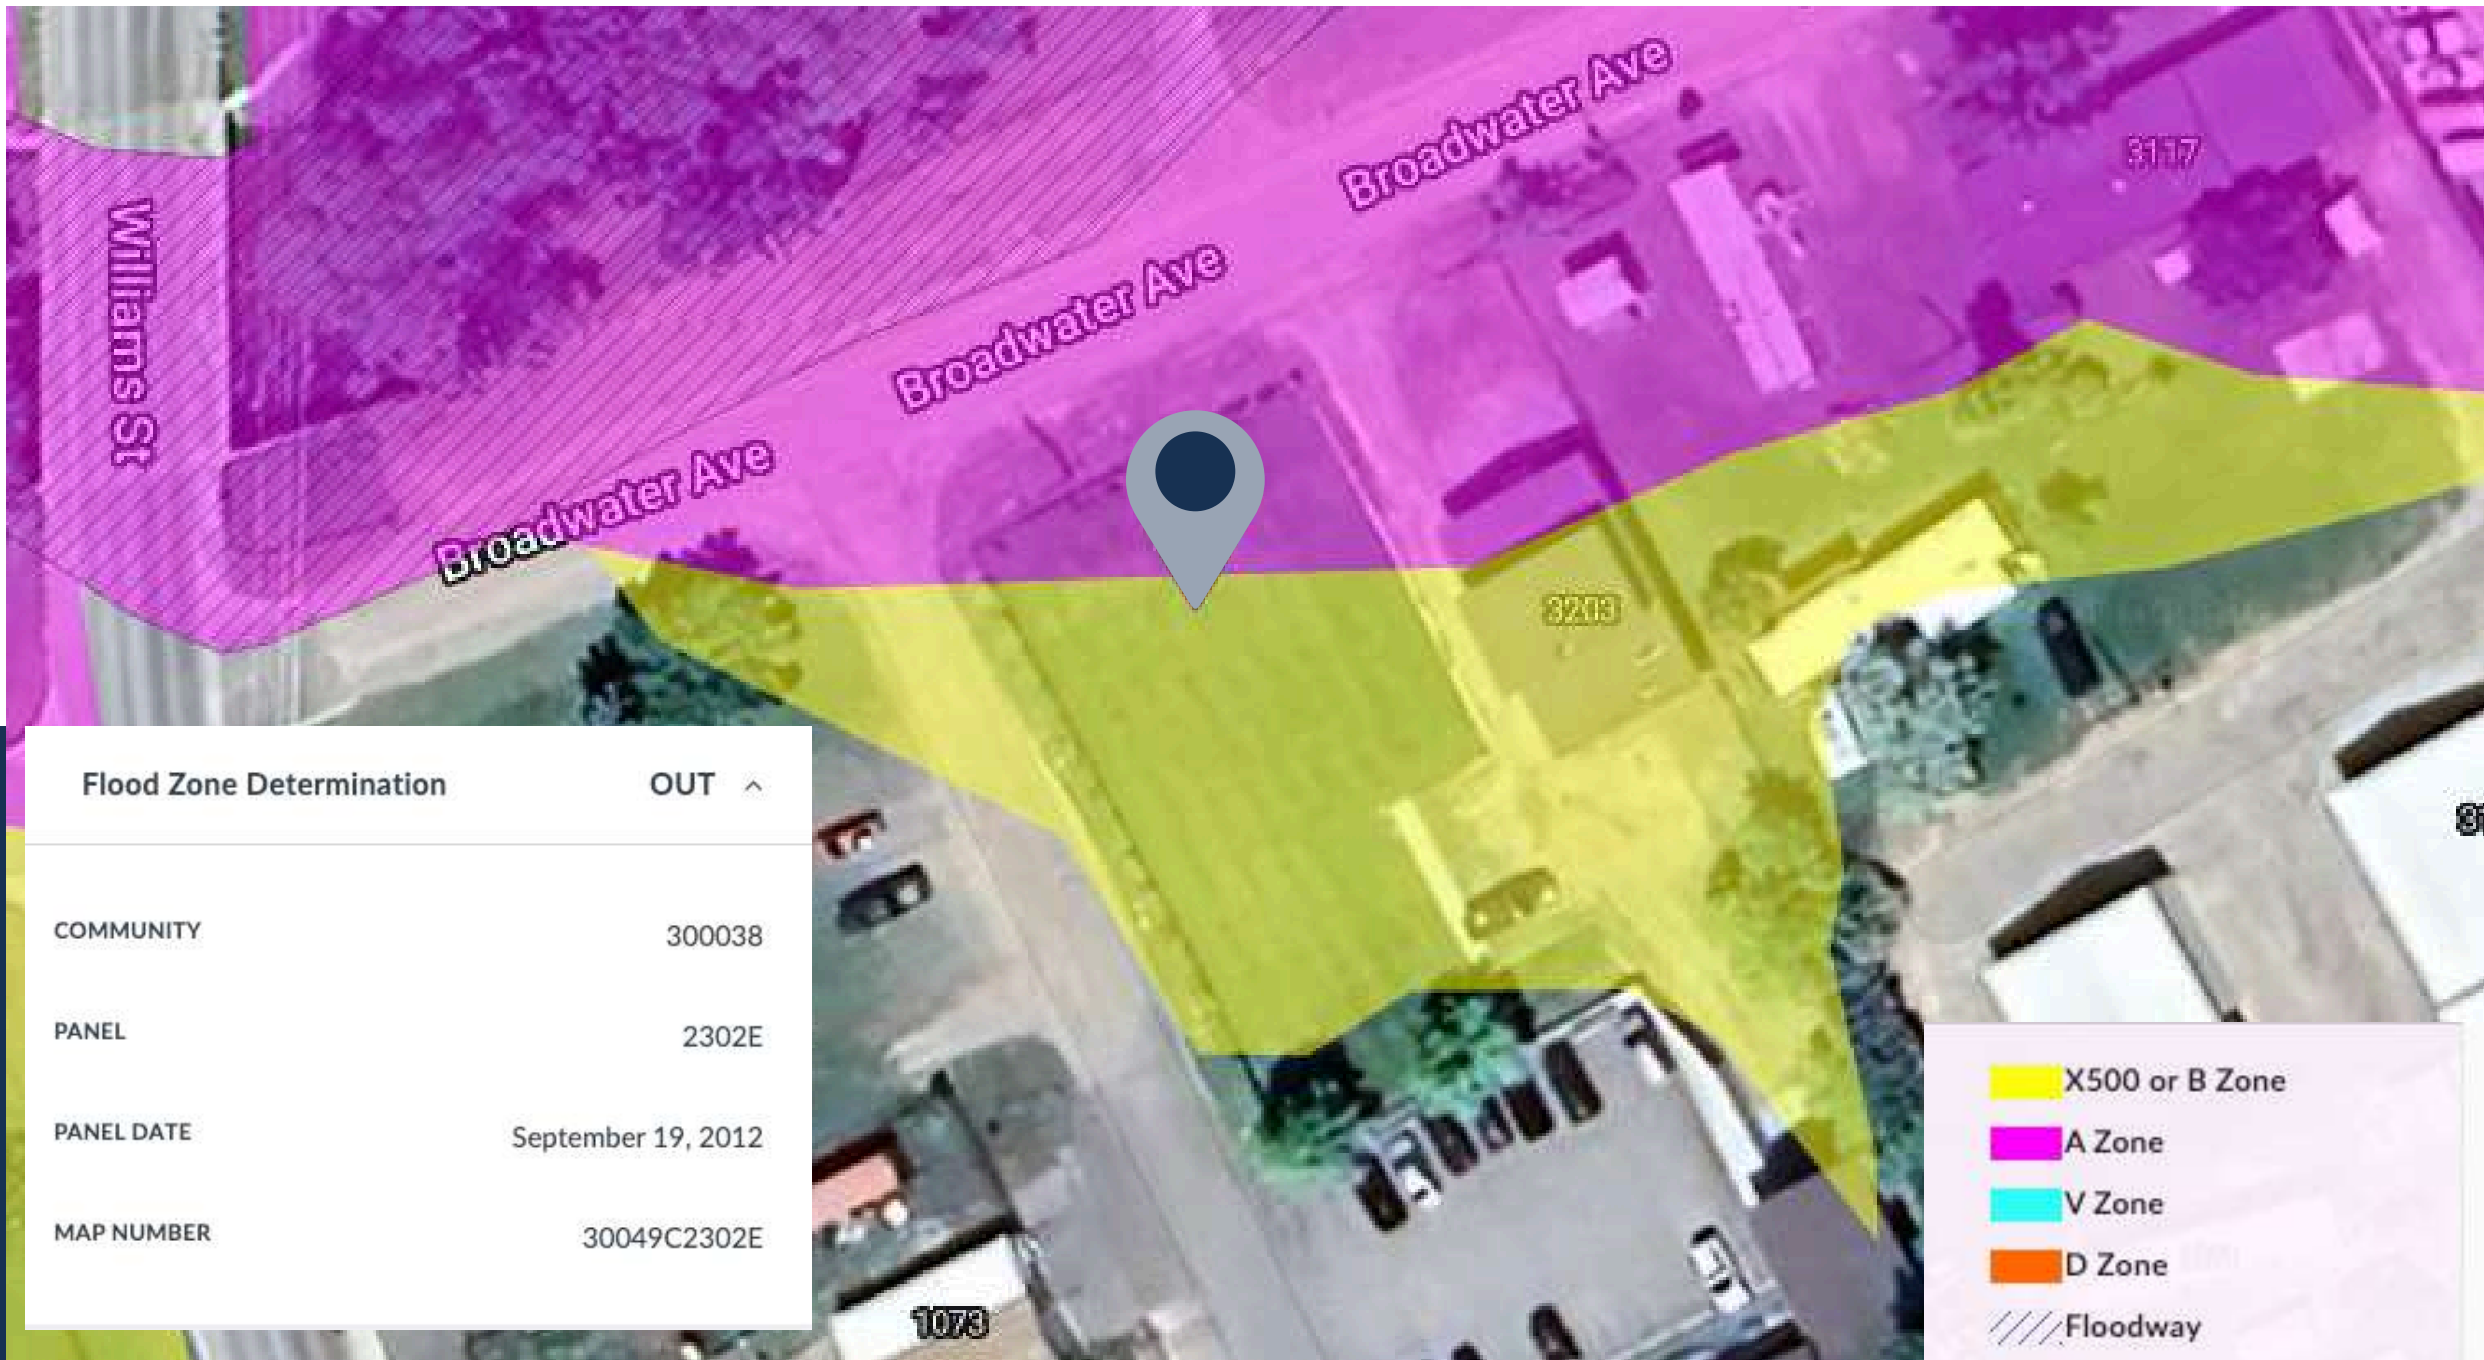 Broadwater Ave
3117
Williams St
Broadwater Ave
Broadwater Ave
3203
Flood Zone Determination OUT
COMMUNITY 300038
PANEL 2302E
PANEL DATE September 19, 2012
MAP NUMBER 30049C2302E
1073
X500 or B Zone
A Zone
V Zone
D Zone
Floodway